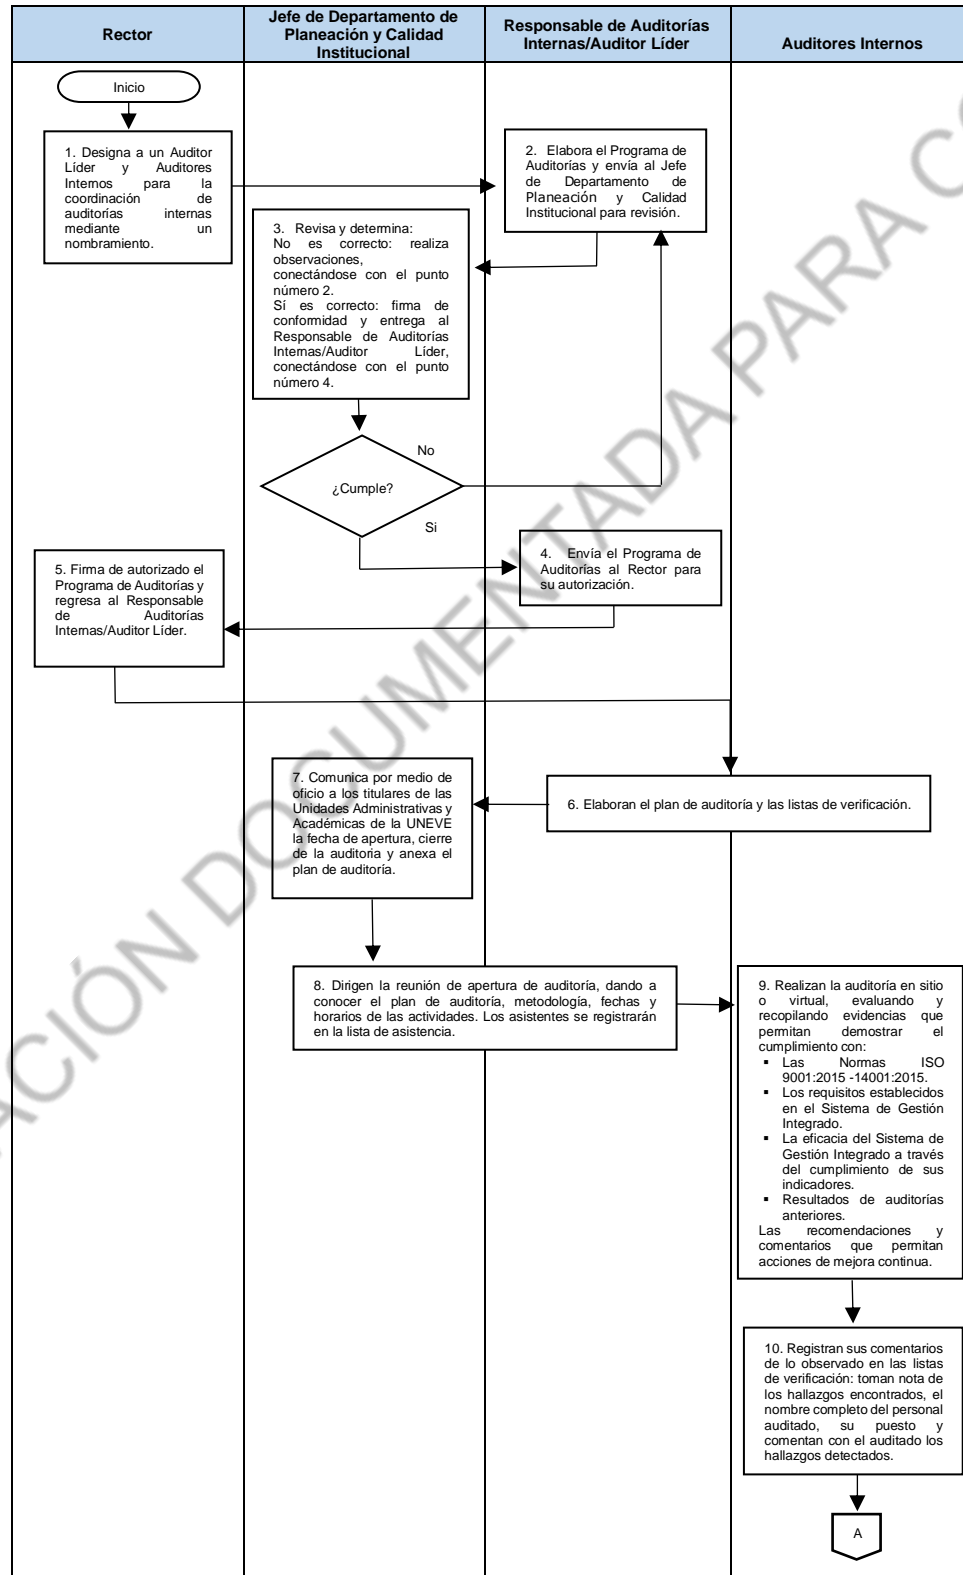 Rector
Jefe de Departamento de
Planeación y Calidad
Institucional
Responsable de Auditorías
Internas/Auditor Líder
Auditores Internos
Inicio
1. Designa a un Auditor
Líder y Auditores
Internos para la
coordinación de
auditorías internas
mediante un
nombramiento.
2. Elabora el Programa de
Auditorías y envía al Jefe
de Departamento de
Planeación y Calidad
Institucional para revisión.
3. Revisa y determina:
No es correcto: realiza
observaciones,
conectándose con el punto
número 2.
Sí es correcto: firma de
conformidad y entrega al
Responsable de Auditorías
Internas/Auditor Líder,
conectándose con el punto
número 4.
No
¿Cumple?
Si
4. Envía el Programa de
Auditorías al Rector para
su autorización.
5. Firma de autorizado el
Programa de Auditorías y
regresa al Responsable
de Auditorías
Internas/Auditor Líder.
6. Elaboran el plan de auditoría y las listas de verificación.
7. Comunica por medio de
oficio a los titulares de las
Unidades Administrativas y
Académicas de la UNEVE
la fecha de apertura, cierre
de la auditoria y anexa el
plan de auditoría.
8. Dirigen la reunión de apertura de auditoría, dando a
conocer el plan de auditoría, metodología, fechas y
horarios de las actividades. Los asistentes se registrarán
en la lista de asistencia.
9. Realizan la auditoría en sitio
o virtual, evaluando y
recopilando evidencias que
permitan demostrar el
cumplimiento con:
▪ Las Normas ISO
9001:2015 -14001:2015.
▪ Los requisitos establecidos
en el Sistema de Gestión
Integrado.
▪ La eficacia del Sistema de
Gestión Integrado a través
del cumplimiento de sus
indicadores.
▪ Resultados de auditorías
anteriores.
Las recomendaciones y
comentarios que permitan
acciones de mejora continua.
10. Registran sus comentarios
de lo observado en las listas
de verificación: toman nota de
los hallazgos encontrados, el
nombre completo del personal
auditado, su puesto y
comentan con el auditado los
hallazgos detectados.
A
ACIÓN DOCUMENTADA PARA CO